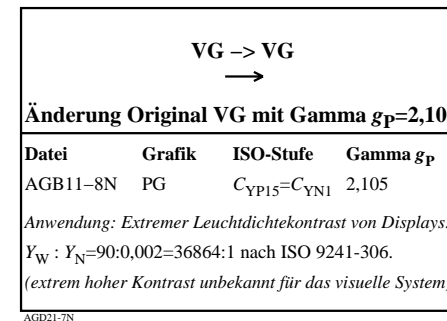 VG –> VG
Änderung Original VG mit Gamma gP=2,10
Datei Grafik ISO-Stufe Gamma gP
AGB11–8N PG CYP15=CYN1 2,105
Anwendung: Extremer Leuchtdichtekontrast von Displays.
YW : YN=90:0,002=36864:1 nach ISO 9241-306.
(extrem hoher Kontrast unbekannt für das visuelle System
AGD21-7N